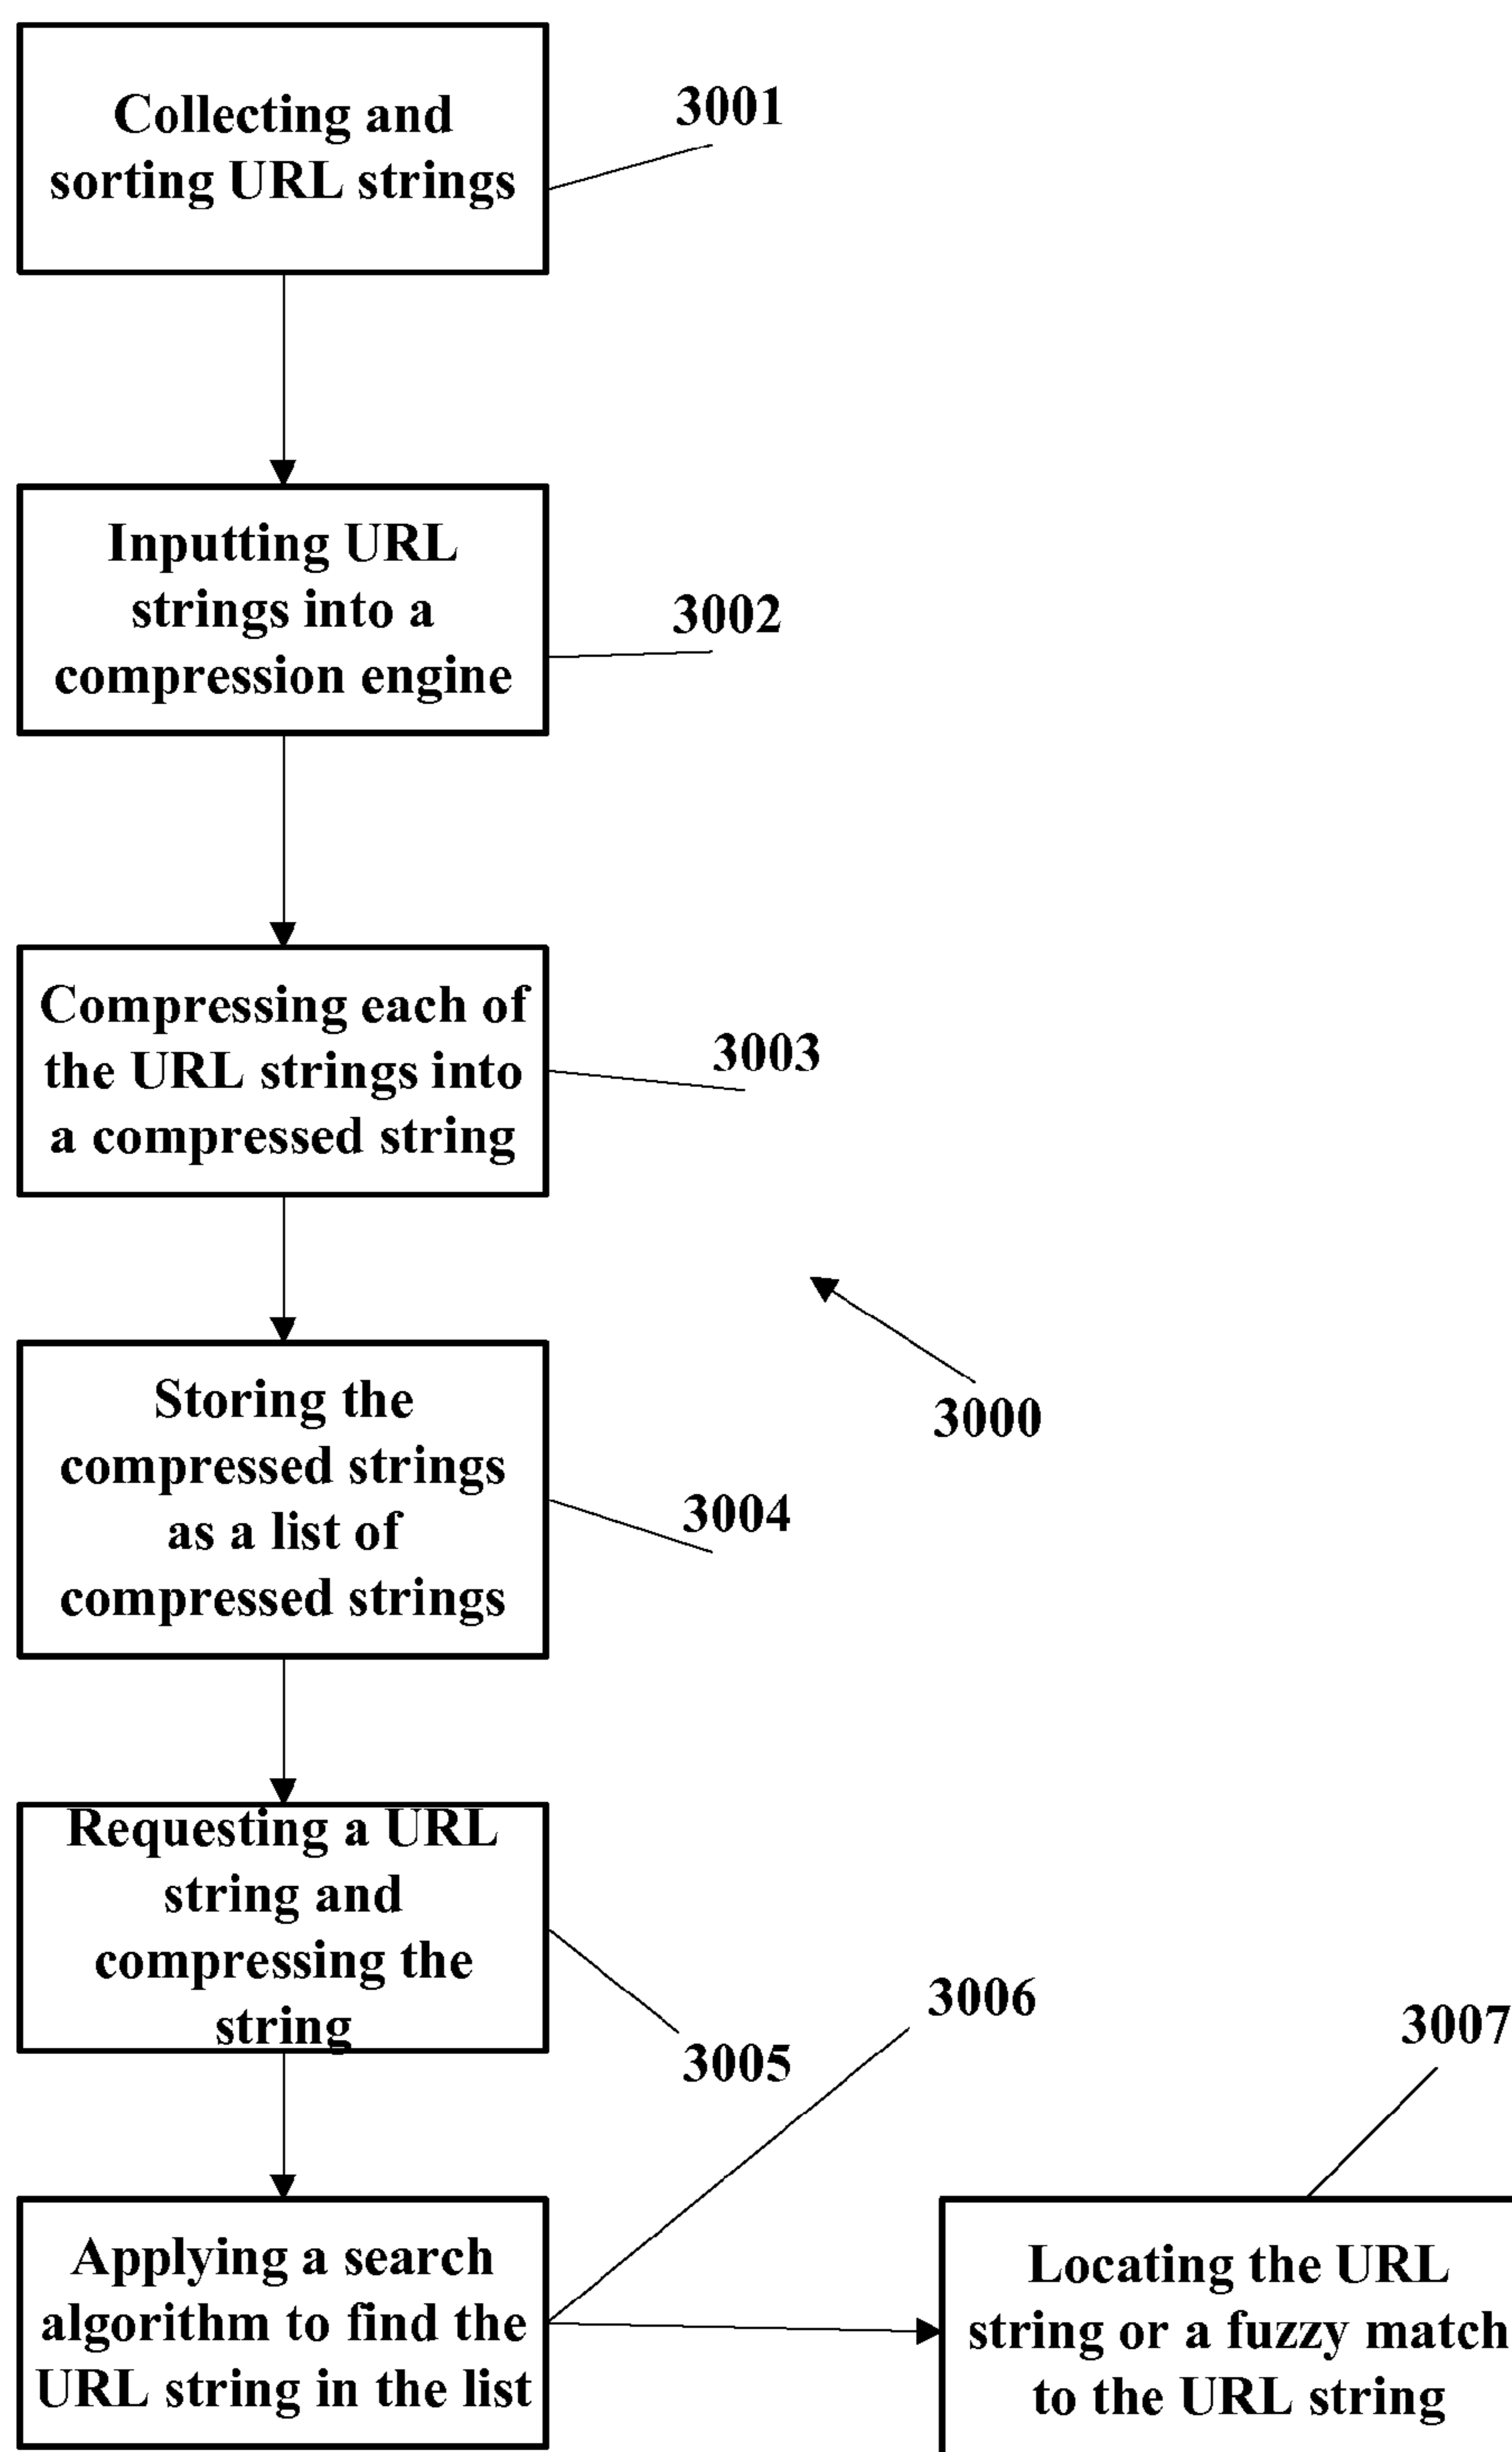 Collecting and
sorting URL strings
3001
Inputting URL
strings into a
compression engine
3002
Compressing each of
the URL strings into
a compressed string
3003
3000
Storing the
compressed strings
as a list of
compressed strings
3004
Requesting a URL
string and
compressing the
string
3005
3006
3007
Applying a search
algorithm to find the
URL string in the list
Locating the URL
string or a fuzzy match
to the URL string